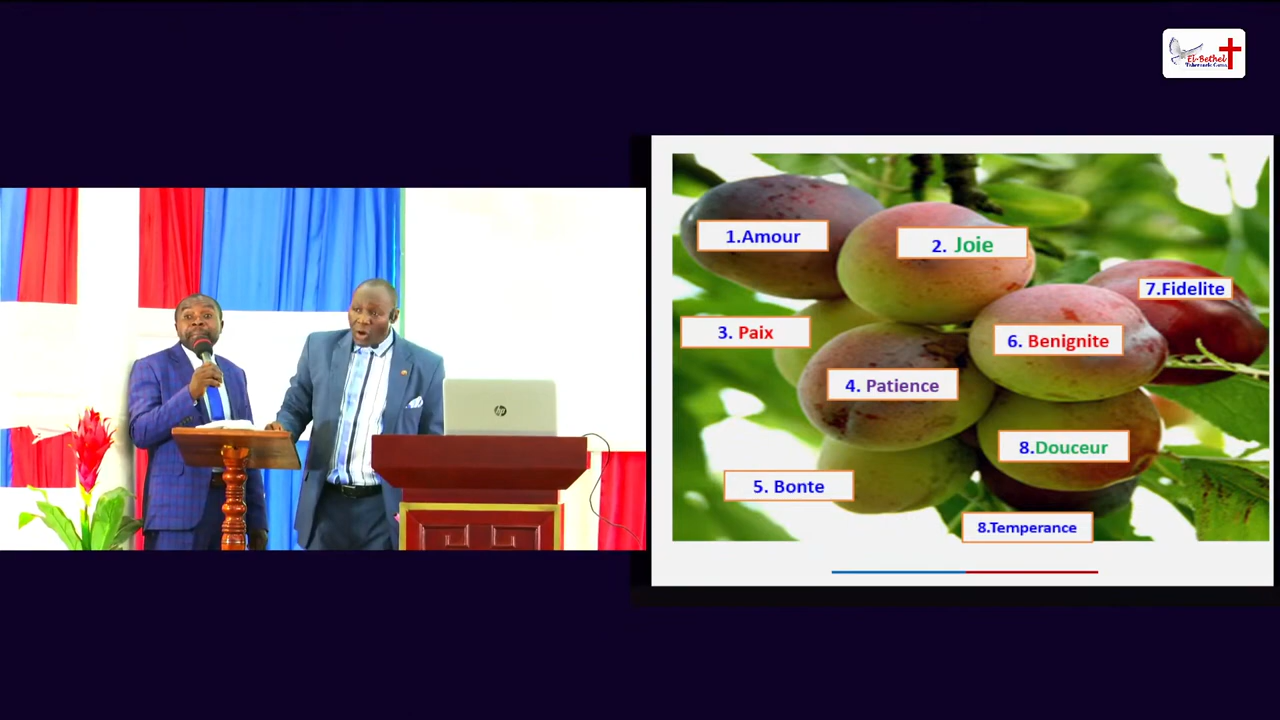 El-Bethel
1.Amour
2. Joie
7.Fidelite
3. Paix
6. Benignite
4. Patience
8.Douceur
5. Bonte
8.Temperance
hp